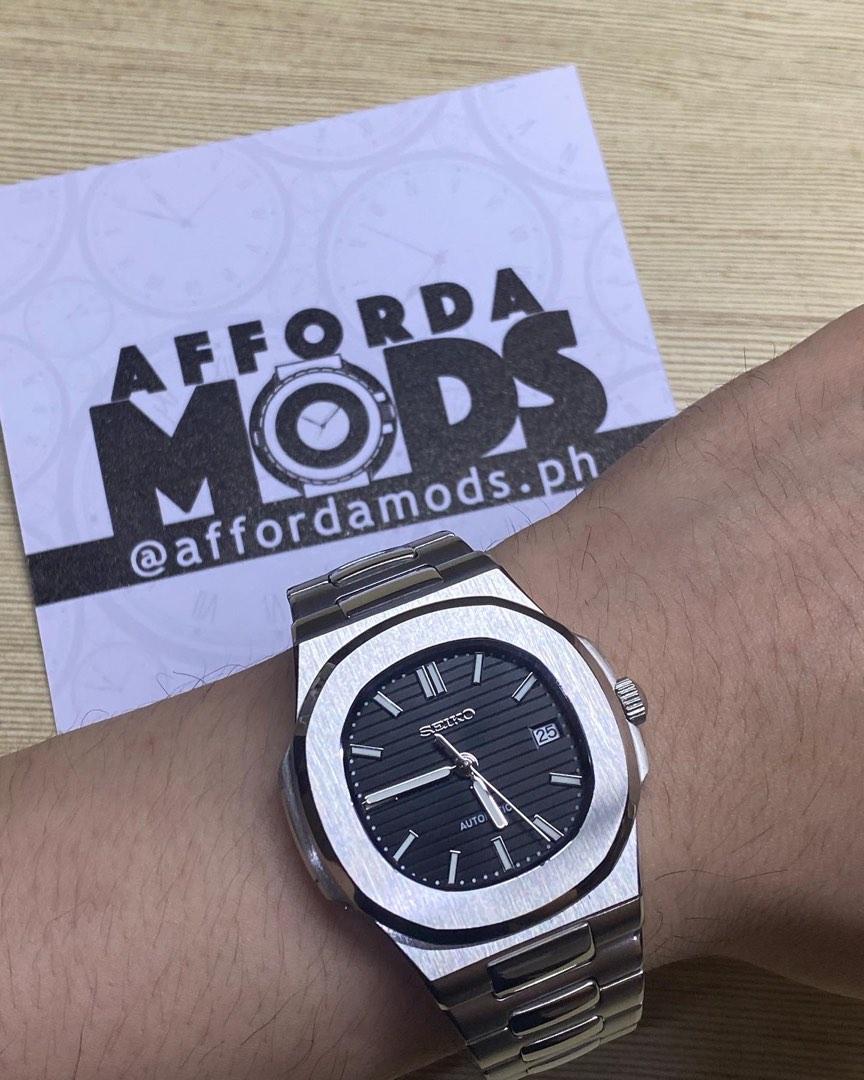 AFFORDA
MODS
@affordamods.ph
SEIKO
25
AUTOMATIC